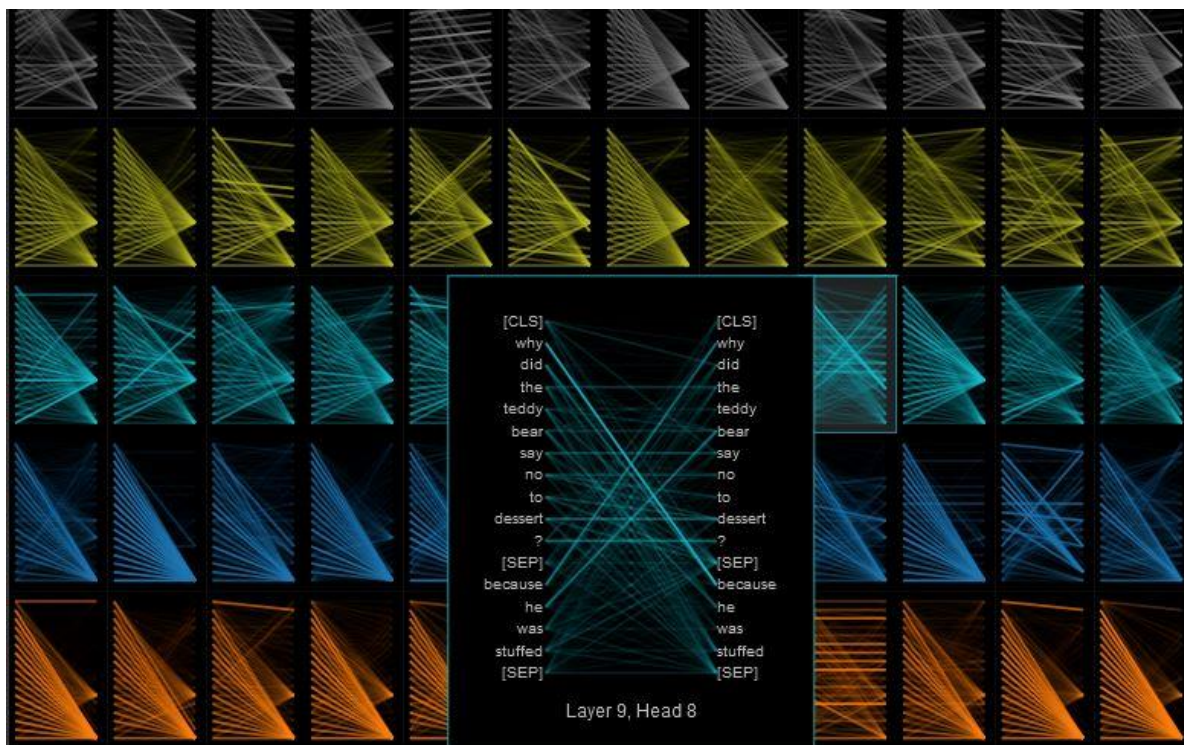 [CLS] [CLS]
why why
did did
the the
teddy teddy
bear bear
say say
no no
to to
dessert dessert
? ?
[SEP] [SEP]
because because
he he
was was
stuffed stuffed
[SEP] [SEP]
Layer 9, Head 8